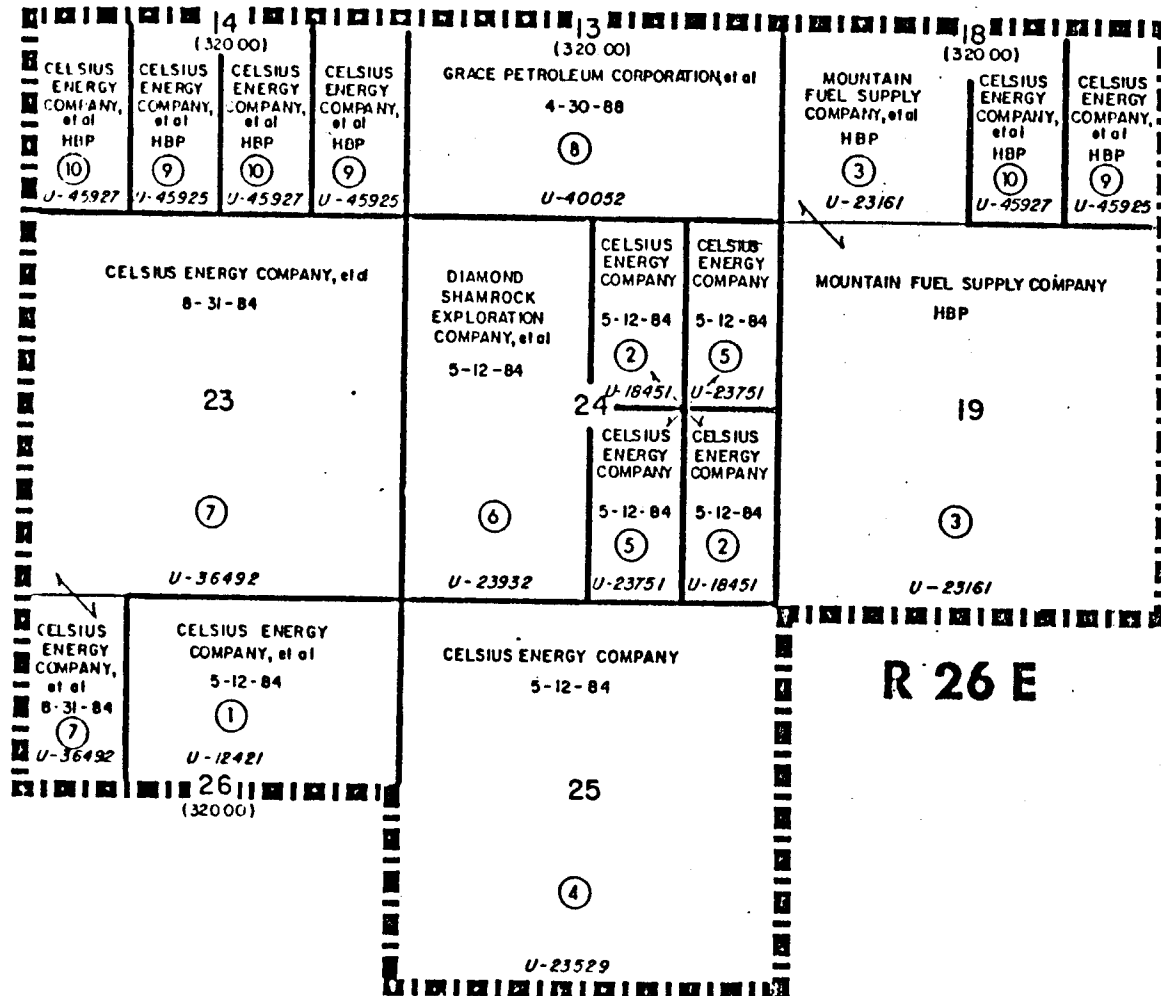 14
(320 00)
CELSIUS
ENERGY
COMPANY,
et al
HBP
10
U-45927
CELSIUS
ENERGY
COMPANY,
et al
HBP
9
U-45925
CELSIUS
ENERGY
COMPANY,
et al
HBP
10
U-45927
CELSIUS
ENERGY
COMPANY,
et al
HBP
9
U-45925
13
(320 00)
GRACE PETROLEUM CORPORATION, et al
4-30-88
8
U-40052
18
(320 00)
MOUNTAIN
FUEL SUPPLY
COMPANY, et al
HBP
3
U-23161
CELSIUS
ENERGY
COMPANY,
et al
HBP
10
U-45927
CELSIUS
ENERGY
COMPANY,
et al
HBP
9
U-45925
CELSIUS ENERGY COMPANY, et al
8-31-84
23
7
U-36492
DIAMOND
SHAMROCK
EXPLORATION
COMPANY, et al
5-12-84
6
U-23932
24
CELSIUS
ENERGY
COMPANY
5-12-84
2
U-18451
CELSIUS
ENERGY
COMPANY
5-12-84
5
U-23751
CELSIUS
ENERGY
COMPANY
5-12-84
5
U-23751
CELSIUS
ENERGY
COMPANY
5-12-84
2
U-18451
MOUNTAIN FUEL SUPPLY COMPANY
HBP
19
3
U-23161
CELSIUS
ENERGY
COMPANY,
et al
8-31-84
7
U-36492
CELSIUS ENERGY
COMPANY, et al
5-12-84
1
U-12421
26
(320 00)
CELSIUS ENERGY COMPANY
5-12-84
25
4
U-23529
R 26 E